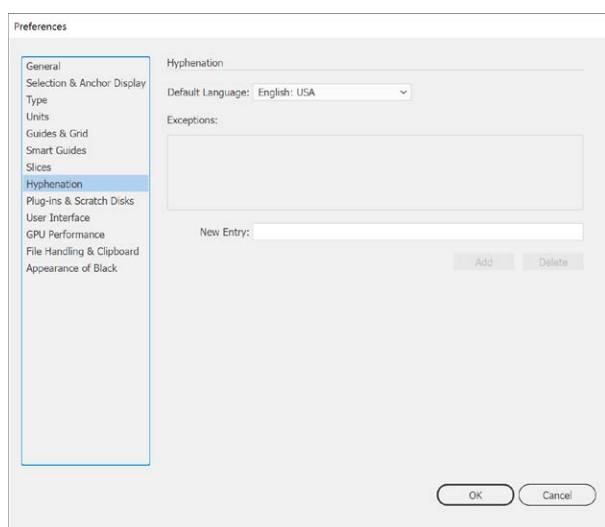 Preferences
General
Selection & Anchor Display
Type
Units
Guides & Grid
Smart Guides
Slices
Hyphenation
Plug-ins & Scratch Disks
User Interface
GPU Performance
File Handling & Clipboard
Appearance of Black
Hyphenation
Default Language: English: USA
Exceptions:
New Entry:
Add Delete
OK Cancel